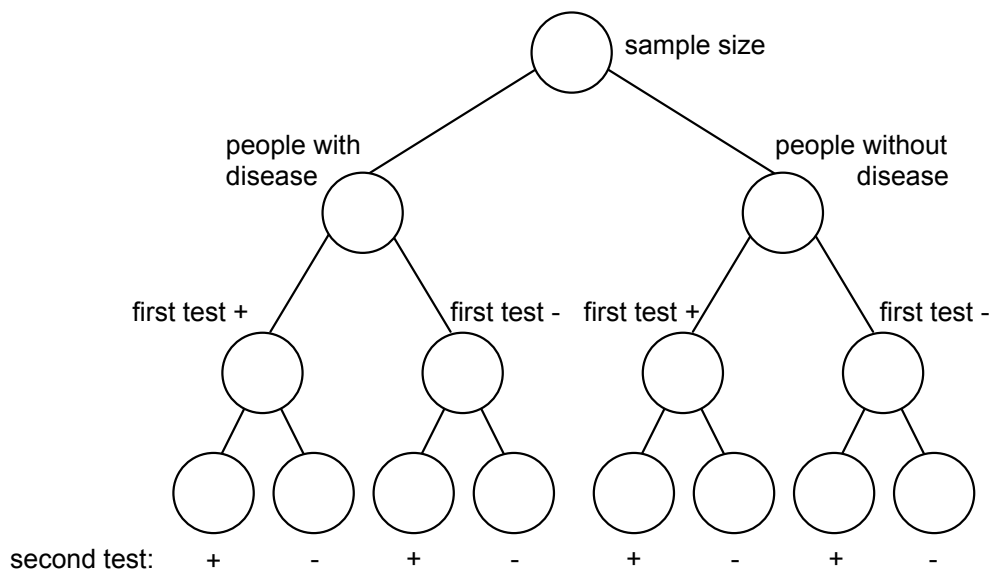 sample size
people with
disease
people without
disease
first test +
first test -
first test +
first test -
second test: + - + - + - + -